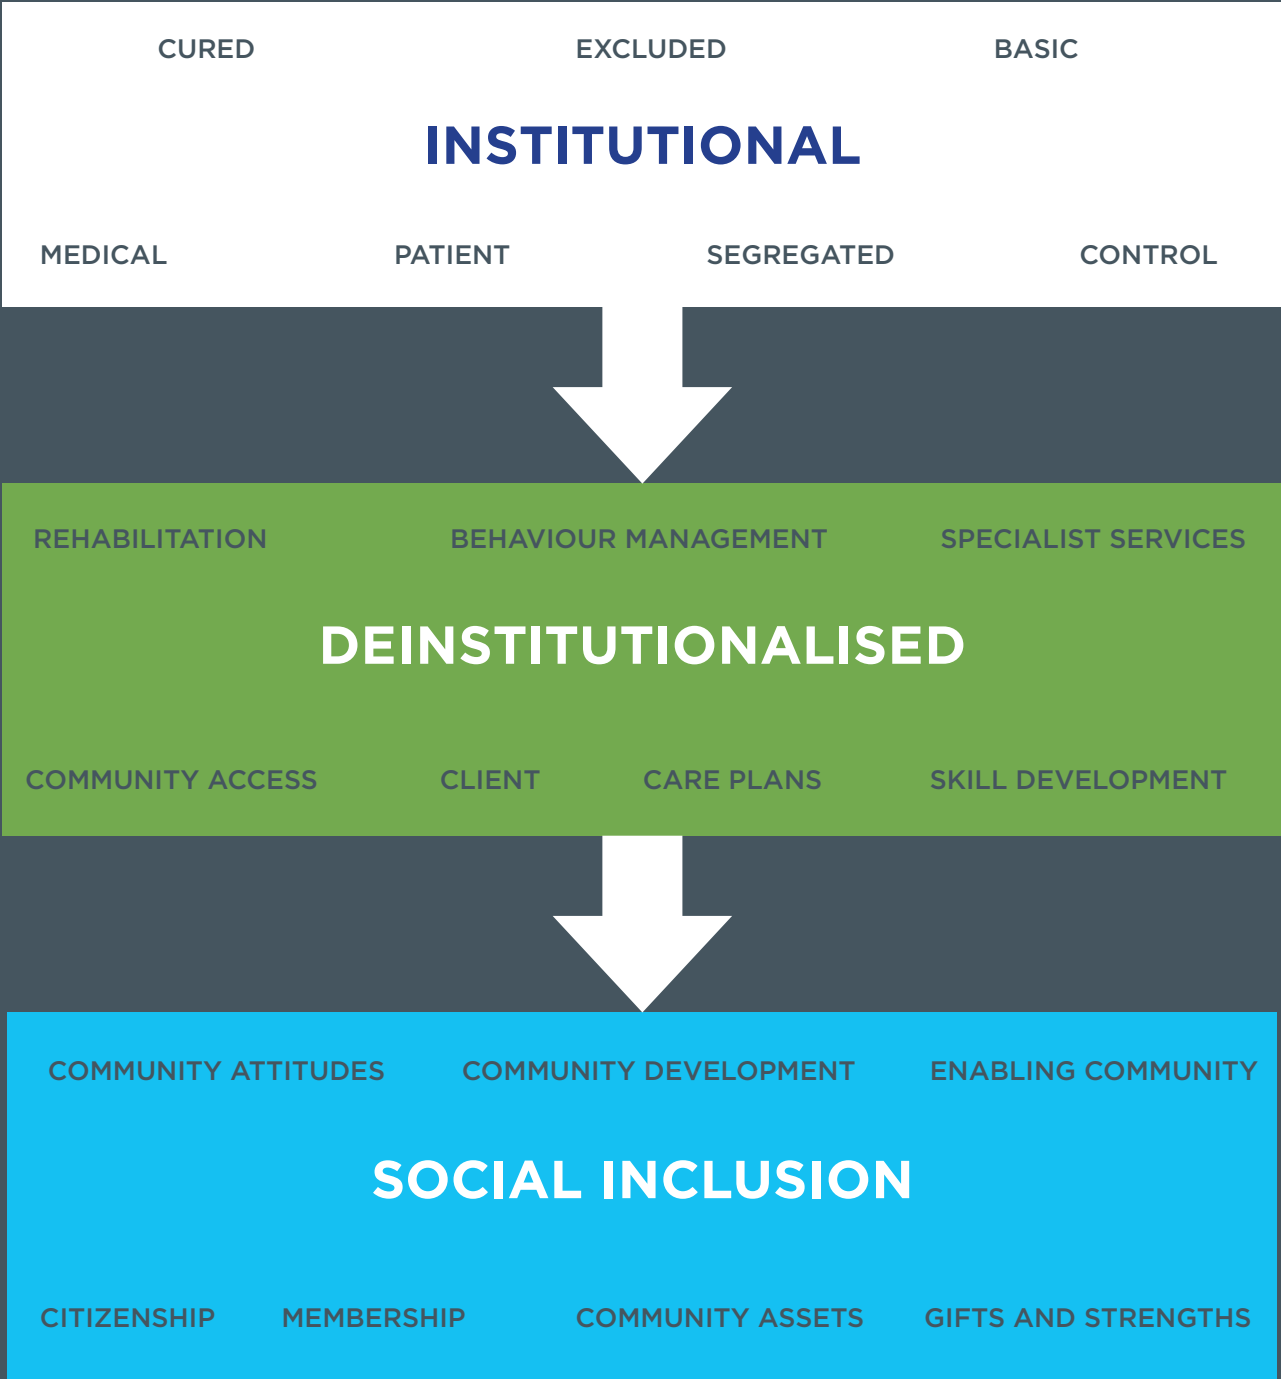 CURED EXCLUDED BASIC
INSTITUTIONAL
MEDICAL PATIENT SEGREGATED CONTROL
REHABILITATION BEHAVIOUR MANAGEMENT SPECIALIST SERVICES
DEINSTITUTIONALISED
COMMUNITY ACCESS CLIENT CARE PLANS SKILL DEVELOPMENT
COMMUNITY ATTITUDES COMMUNITY DEVELOPMENT ENABLING COMMUNITY
SOCIAL INCLUSION
CITIZENSHIP MEMBERSHIP COMMUNITY ASSETS GIFTS AND STRENGTHS